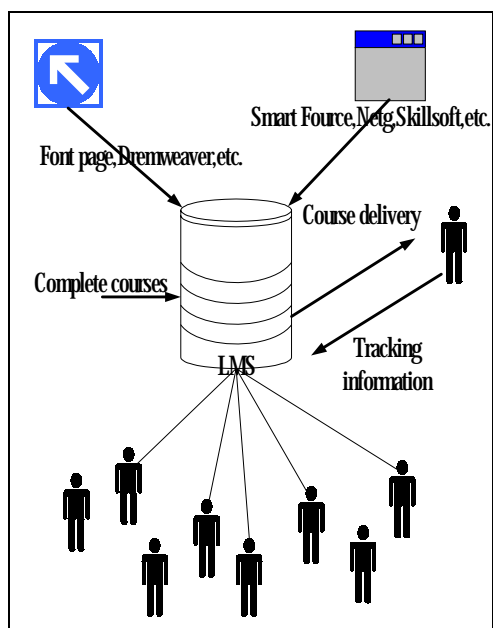 Smart Fource,Netg,Skillsoft,etc.
Font page,Dremweaver,etc.
Course delivery
Complete courses
Tracking
information
LMS